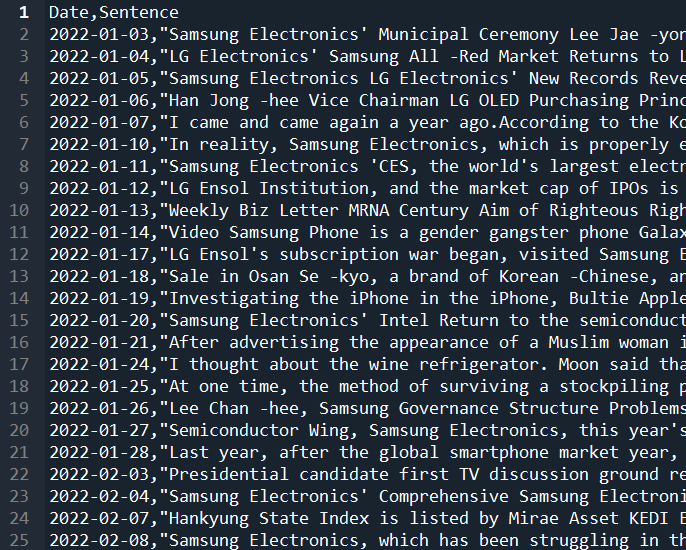 1 Date,Sentence
2 2022-01-03,"Samsung Electronics' Municipal Ceremony Lee Jae -yon
3 2022-01-04,"LG Electronics' Samsung All -Red Market Returns to L
4 2022-01-05,"Samsung Electronics LG Electronics' New Records Reve
5 2022-01-06,"Han Jong -hee Vice Chairman LG OLED Purchasing Princ
6 2022-01-07,"I came and came again a year ago.According to the Ko
7 2022-01-10,"In reality, Samsung Electronics, which is properly e
8 2022-01-11,"Samsung Electronics 'CES, the world's largest electr
9 2022-01-12,"LG Ensol Institution, and the market cap of IPOs is
10 2022-01-13,"Weekly Biz Letter MRNA Century Aim of Righteous Righ
11 2022-01-14,"Video Samsung Phone is a gender gangster phone Galax
12 2022-01-17,"LG Ensol's subscription war began, visited Samsung E
13 2022-01-18,"Sale in Osan Se -kyo, a brand of Korean -Chinese, an
14 2022-01-19,"Investigating the iPhone in the iPhone, Bultie Apple
15 2022-01-20,"Samsung Electronics' Intel Return to the semiconduct
16 2022-01-21,"After advertising the appearance of a Muslim woman i
17 2022-01-24,"I thought about the wine refrigerator. Moon said tha
18 2022-01-25,"At one time, the method of surviving a stockpiling p
19 2022-01-26,"Lee Chan -hee, Samsung Governance Structure Problems
20 2022-01-27,"Semiconductor Wing, Samsung Electronics, this year's
21 2022-01-28,"Last year, after the global smartphone market year,
22 2022-02-03,"Presidential candidate first TV discussion ground re
23 2022-02-04,"Samsung Electronics' Comprehensive Samsung Electroni
24 2022-02-07,"Hankyung State Index is listed by Mirae Asset KEDI E
25 2022-02-08,"Samsung Electronics, which has been struggling in th